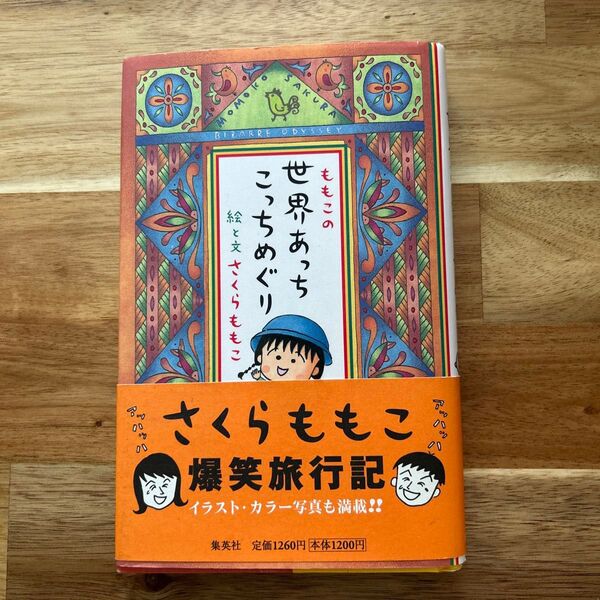 MOMOKO SAKURA
BIZARRE ODYSSEY
ももこの
世界あっち
こっちめぐり
絵と文 さくらももこ
さくらももこ
アッハッハッ
アッハッハッ
爆笑旅行記
イラスト・カラー写真も満載!!
集英社 定価1260円 本体1200円